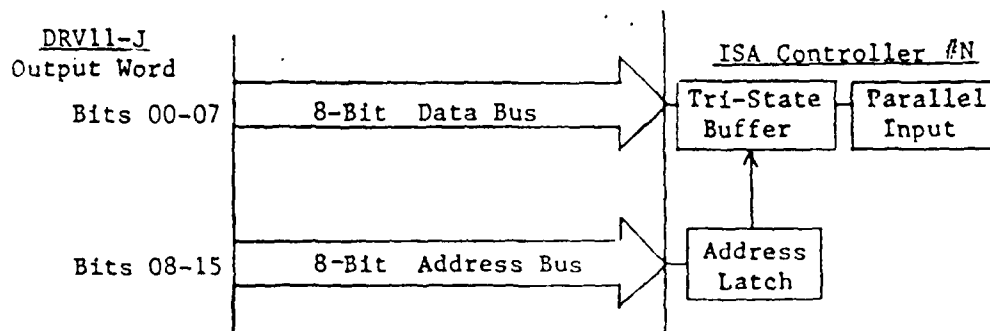 DRV11-J
Output Word
ISA Controller #N
Bits 00-07
8-Bit Data Bus
Tri-State
Buffer
Parallel
Input
Bits 08-15
8-Bit Address Bus
Address
Latch